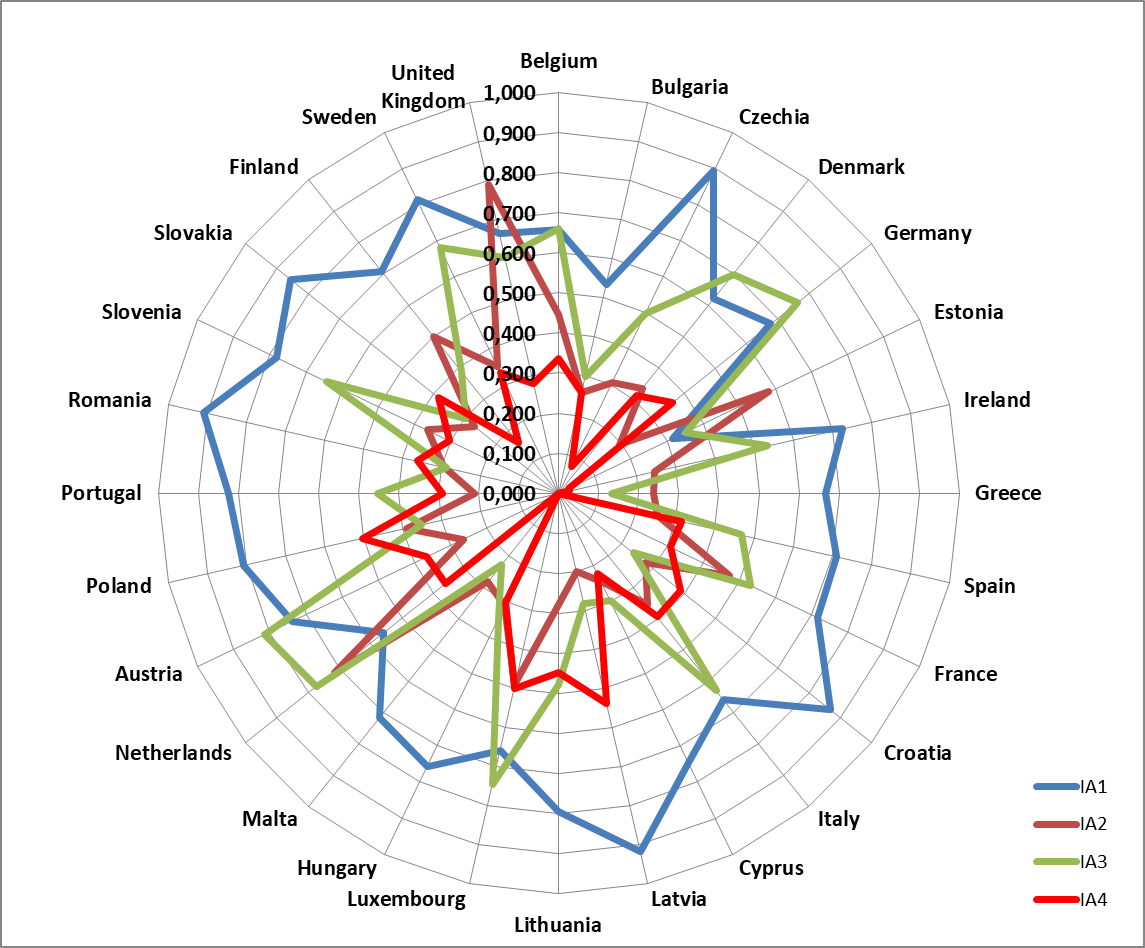 Belgium
Bulgaria
Czechia
Denmark
Germany
Estonia
Ireland
Greece
Spain
France
Croatia
Italy
Cyprus
Latvia
Lithuania
Luxembourg
Hungary
Malta
Netherlands
Austria
Poland
Portugal
Romania
Slovenia
Slovakia
Finland
Sweden
United
Kingdom
1,000
0,900
0,800
0,700
0,600
0,500
0,400
0,300
0,200
0,100
0,000
IA1
IA2
IA3
IA4